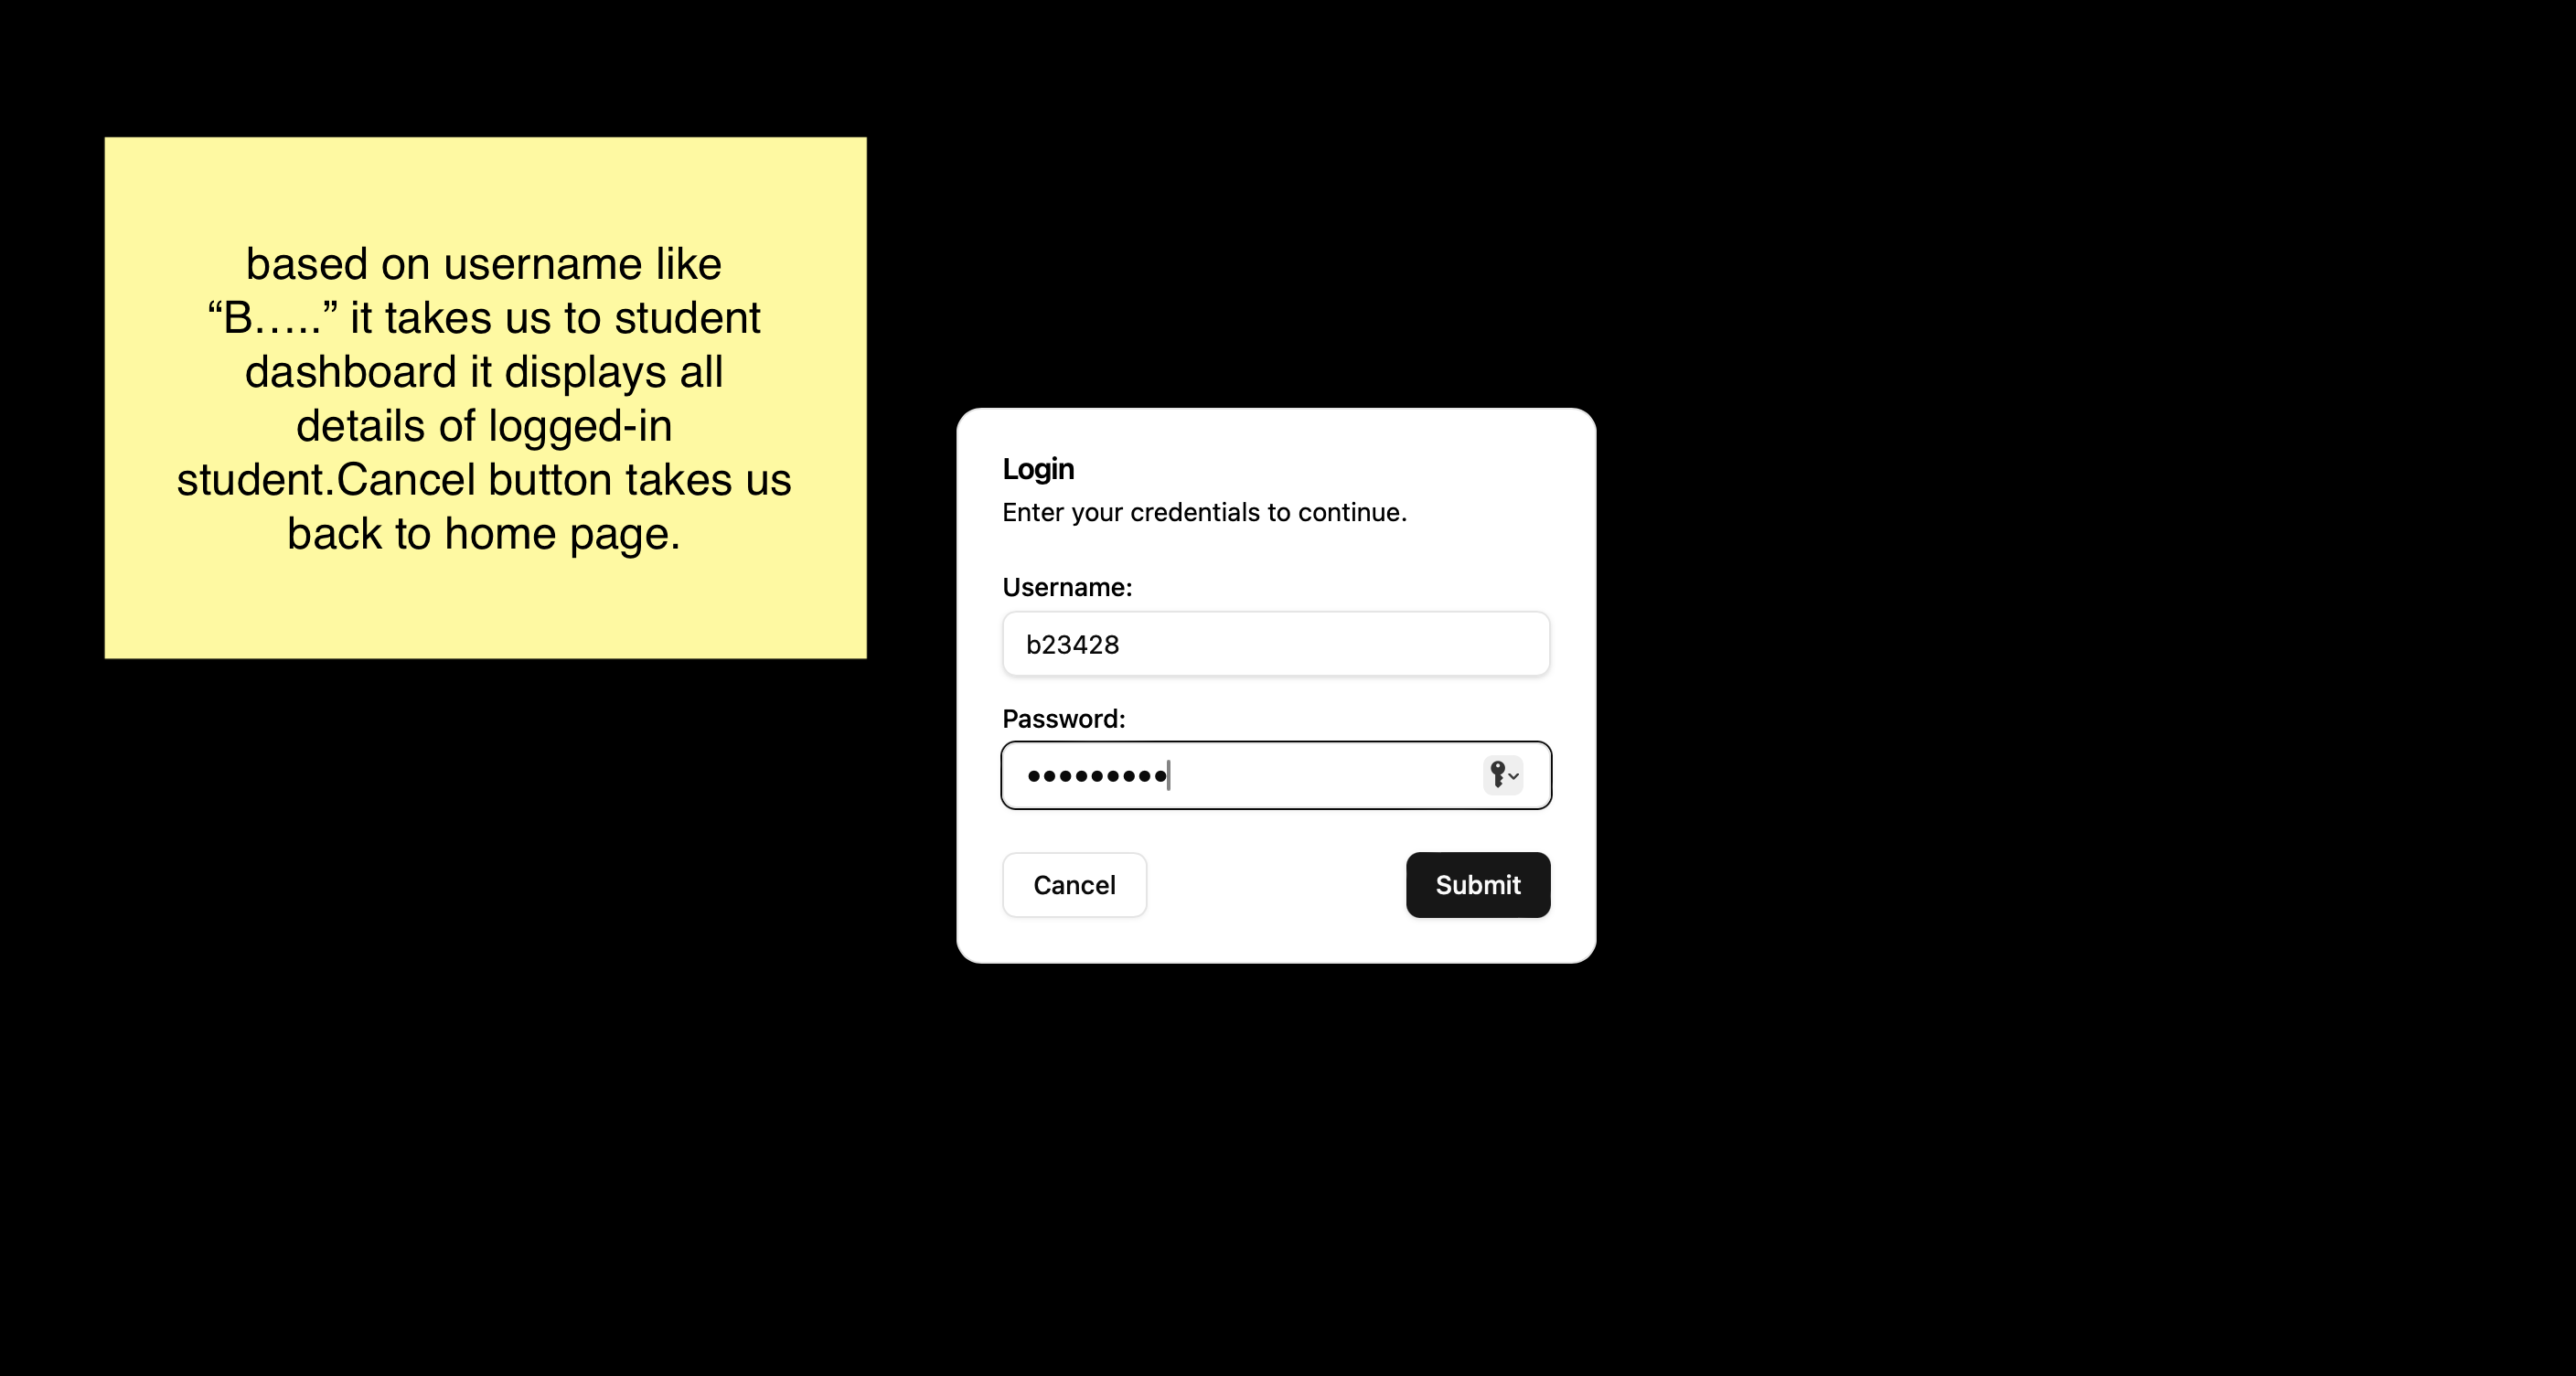 based on username like
“B…..” it takes us to student
dashboard it displays all
details of logged-in
student.Cancel button takes us
back to home page.
Login
Enter your credentials to continue.
Username:
b23428
Password:
•••••••••
Cancel
Submit